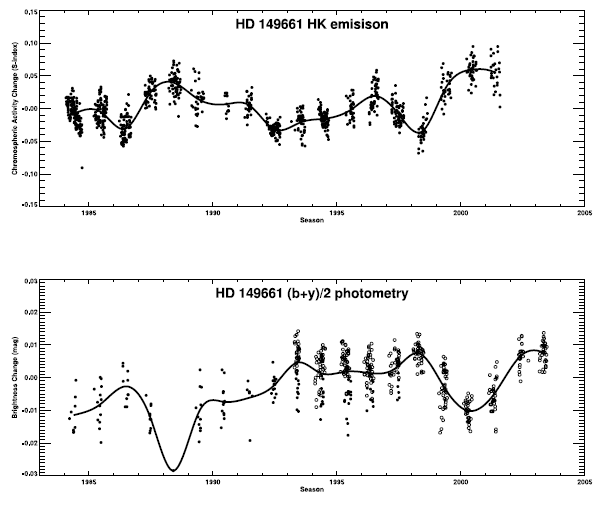 HD 149661 HK emisison
Chromospheric Activity Change (S-index)
0.15
0.10
0.05
-0.00
-0.05
-0.10
-0.15
1985 1990 1995 2000 2005
Season
HD 149661 (b+y)/2 photometry
Brightness Change (mag)
0.03
0.02
0.01
0.00
-0.01
-0.02
-0.03
1985 1990 1995 2000 2005
Season